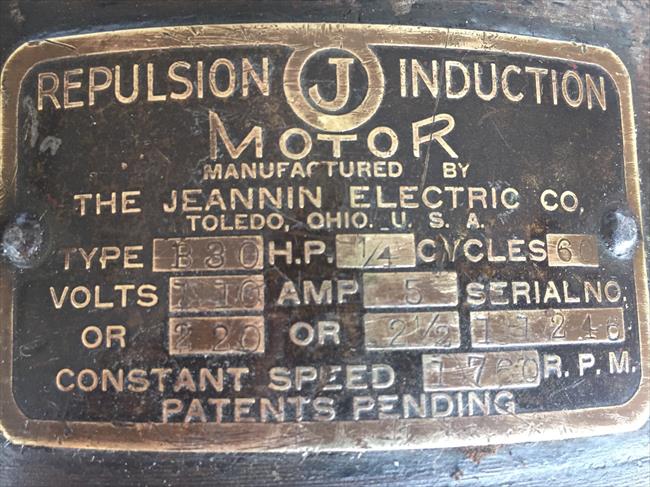 REPULSION J INDUCTION
MOTOR
MANUFACTURED BY
THE JEANNIN ELECTRIC CO.
TOLEDO, OHIO. U. S. A.
TYPE B30 H.P. 1/4 CYCLES 60
VOLTS 110 AMP 5 SERIAL NO.
OR 220 OR 2 1/2
CONSTANT SPEED 1760 R.P.M.
PATENTS PENDING